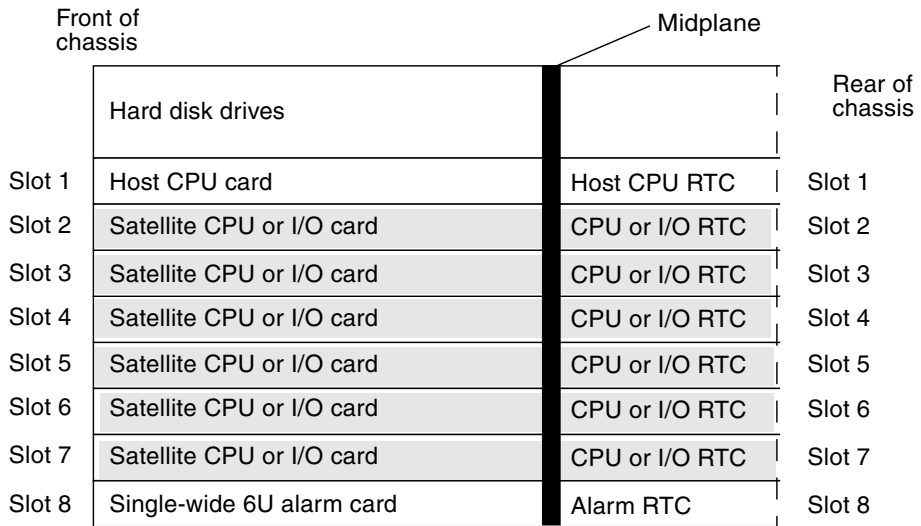 Front of
chassis
Midplane
Rear of
chassis
Hard disk drives
Slot 1 Host CPU card Host CPU RTC Slot 1
Slot 2 Satellite CPU or I/O card CPU or I/O RTC Slot 2
Slot 3 Satellite CPU or I/O card CPU or I/O RTC Slot 3
Slot 4 Satellite CPU or I/O card CPU or I/O RTC Slot 4
Slot 5 Satellite CPU or I/O card CPU or I/O RTC Slot 5
Slot 6 Satellite CPU or I/O card CPU or I/O RTC Slot 6
Slot 7 Satellite CPU or I/O card CPU or I/O RTC Slot 7
Slot 8 Single-wide 6U alarm card Alarm RTC Slot 8